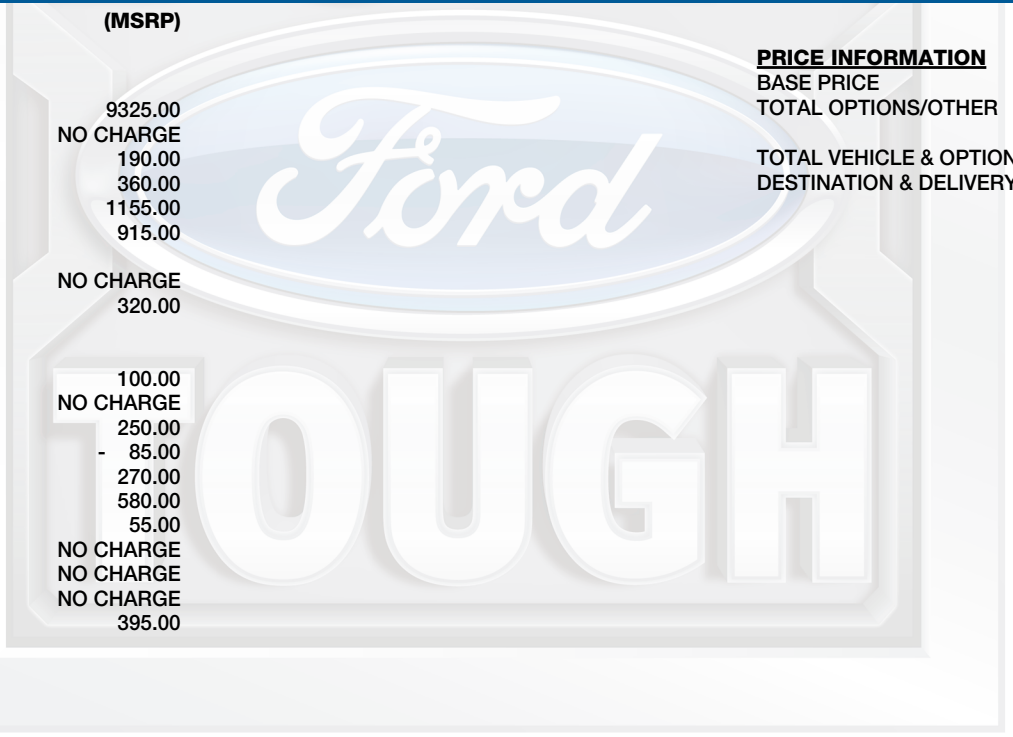 (MSRP)
9325.00
NO CHARGE
190.00
360.00
1155.00
915.00
NO CHARGE
320.00
100.00
NO CHARGE
250.00
- 85.00
270.00
580.00
55.00
NO CHARGE
NO CHARGE
NO CHARGE
395.00
PRICE INFORMATION
BASE PRICE
TOTAL OPTIONS/OTHER
TOTAL VEHICLE & OPTION
DESTINATION & DELIVERY
Ford
TOUGH